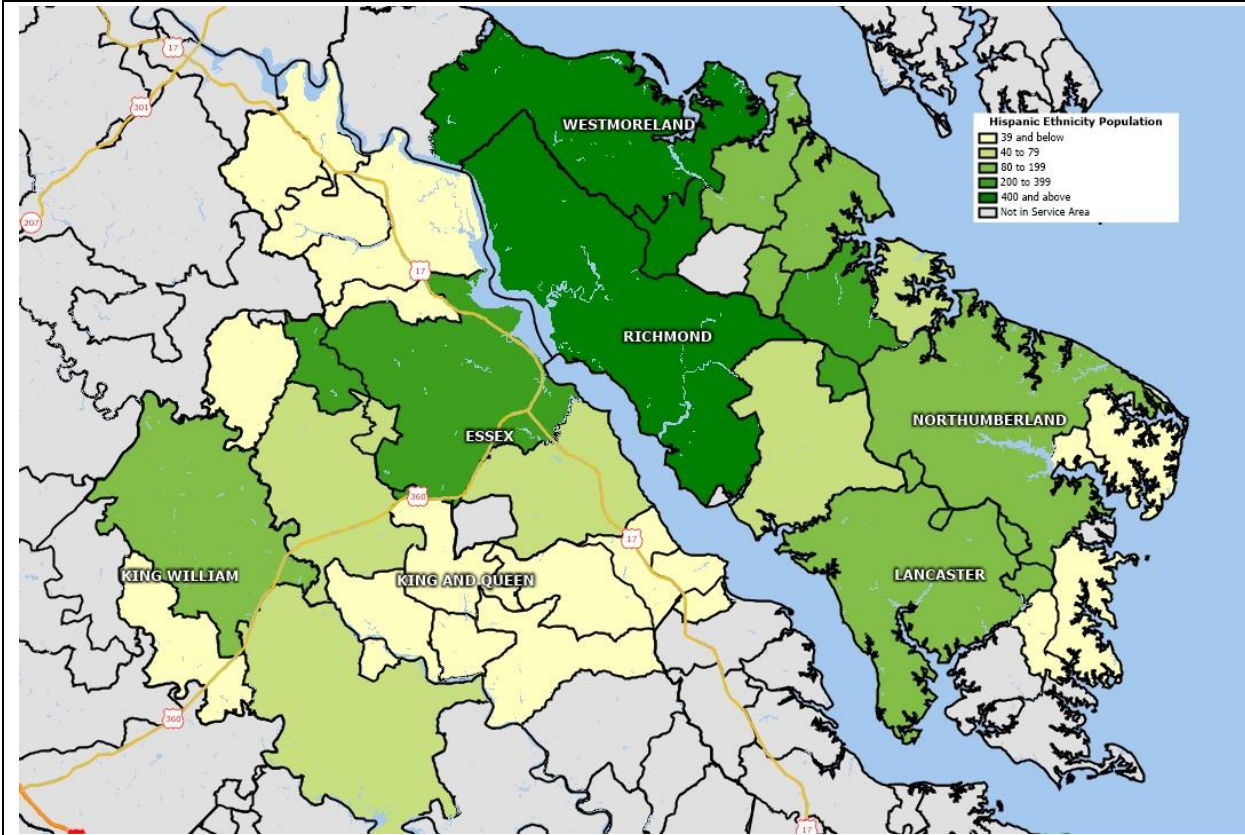 17
301
WESTMORELAND
Hispanic Ethnicity Population
39 and below
40 to 79
80 to 199
200 to 399
400 and above
Not in Service Area
207
17
RICHMOND
NORTHUMBERLAND
ESSEX
360
17
KING WILLIAM
KING AND QUEEN
LANCASTER
360
17